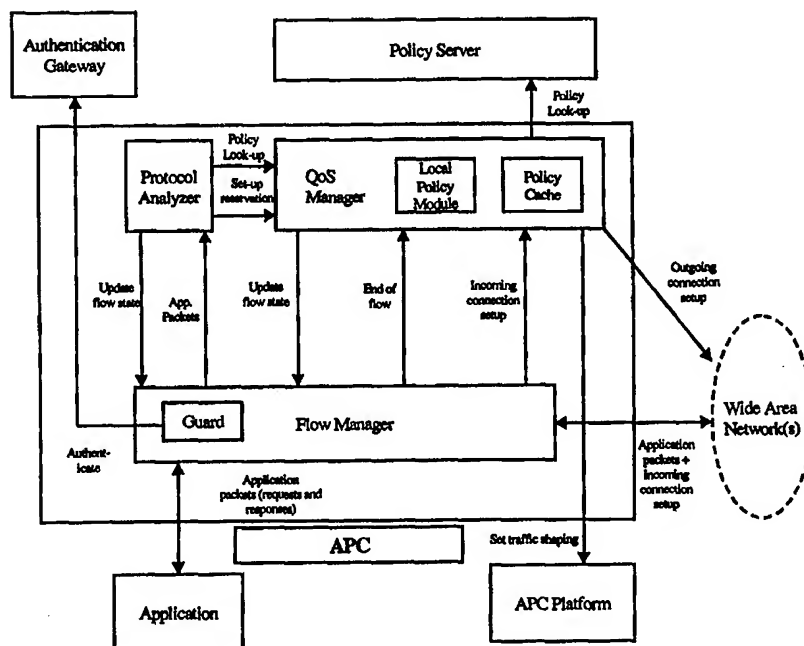 Authentication
Gateway
Policy Server
Policy
Look-up
Policy
Look-up
Protocol
Analyzer
Set-up
reservation
QoS
Manager
Local
Policy
Module
Policy
Cache
Update
flow state
App.
Packets
Update
flow state
End of
flow
Incoming
connection
setup
Outgoing
connection
setup
Guard
Flow Manager
Wide Area
Network(s)
Authent-
icate
Application
packets (requests and
responses)
Application
packets +
incoming
connection
setup
APC
Set traffic shaping
Application
APC Platform